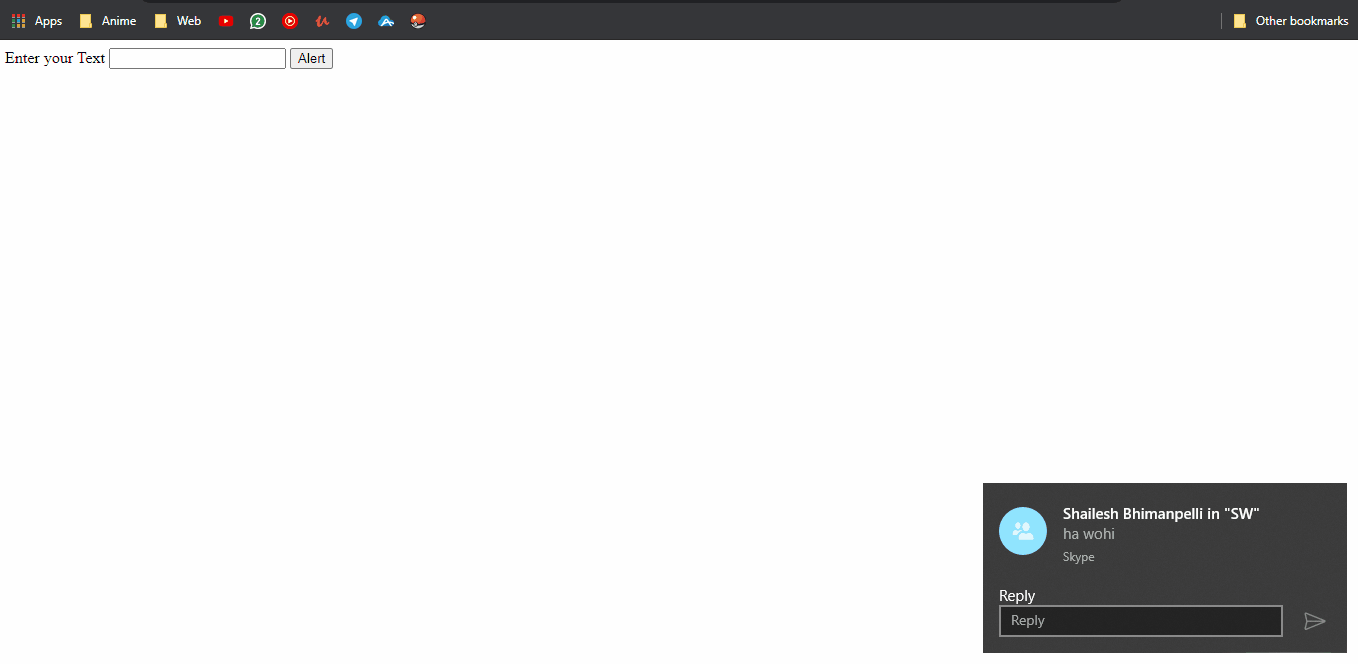 Apps Anime Web 2 Other bookmarks
Enter your Text Alert
Shailesh Bhimanpelli in "SW"
ha wohi
Skype
Reply
Reply